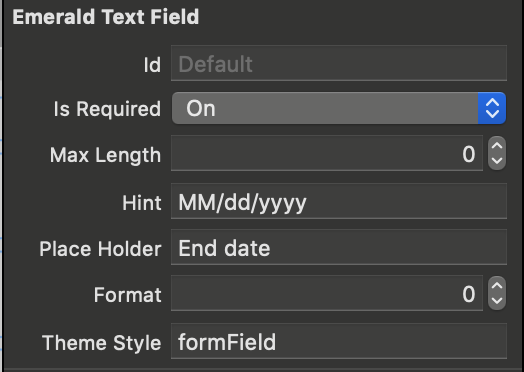 Emerald Text Field
Id Default
Is Required On
Max Length 0
Hint MM/dd/yyyy
Place Holder End date
Format 0
Theme Style formField